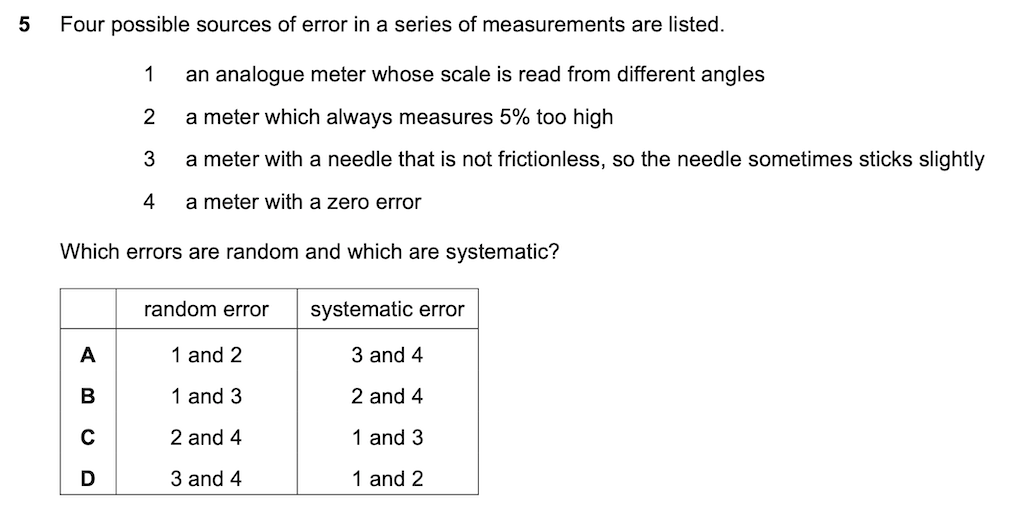 5 Four possible sources of error in a series of measurements are listed.
1 an analogue meter whose scale is read from different angles
2 a meter which always measures 5% too high
3 a meter with a needle that is not frictionless, so the needle sometimes sticks slightly
4 a meter with a zero error
Which errors are random and which are systematic?
random error systematic error
A 1 and 2 3 and 4
B 1 and 3 2 and 4
C 2 and 4 1 and 3
D 3 and 4 1 and 2